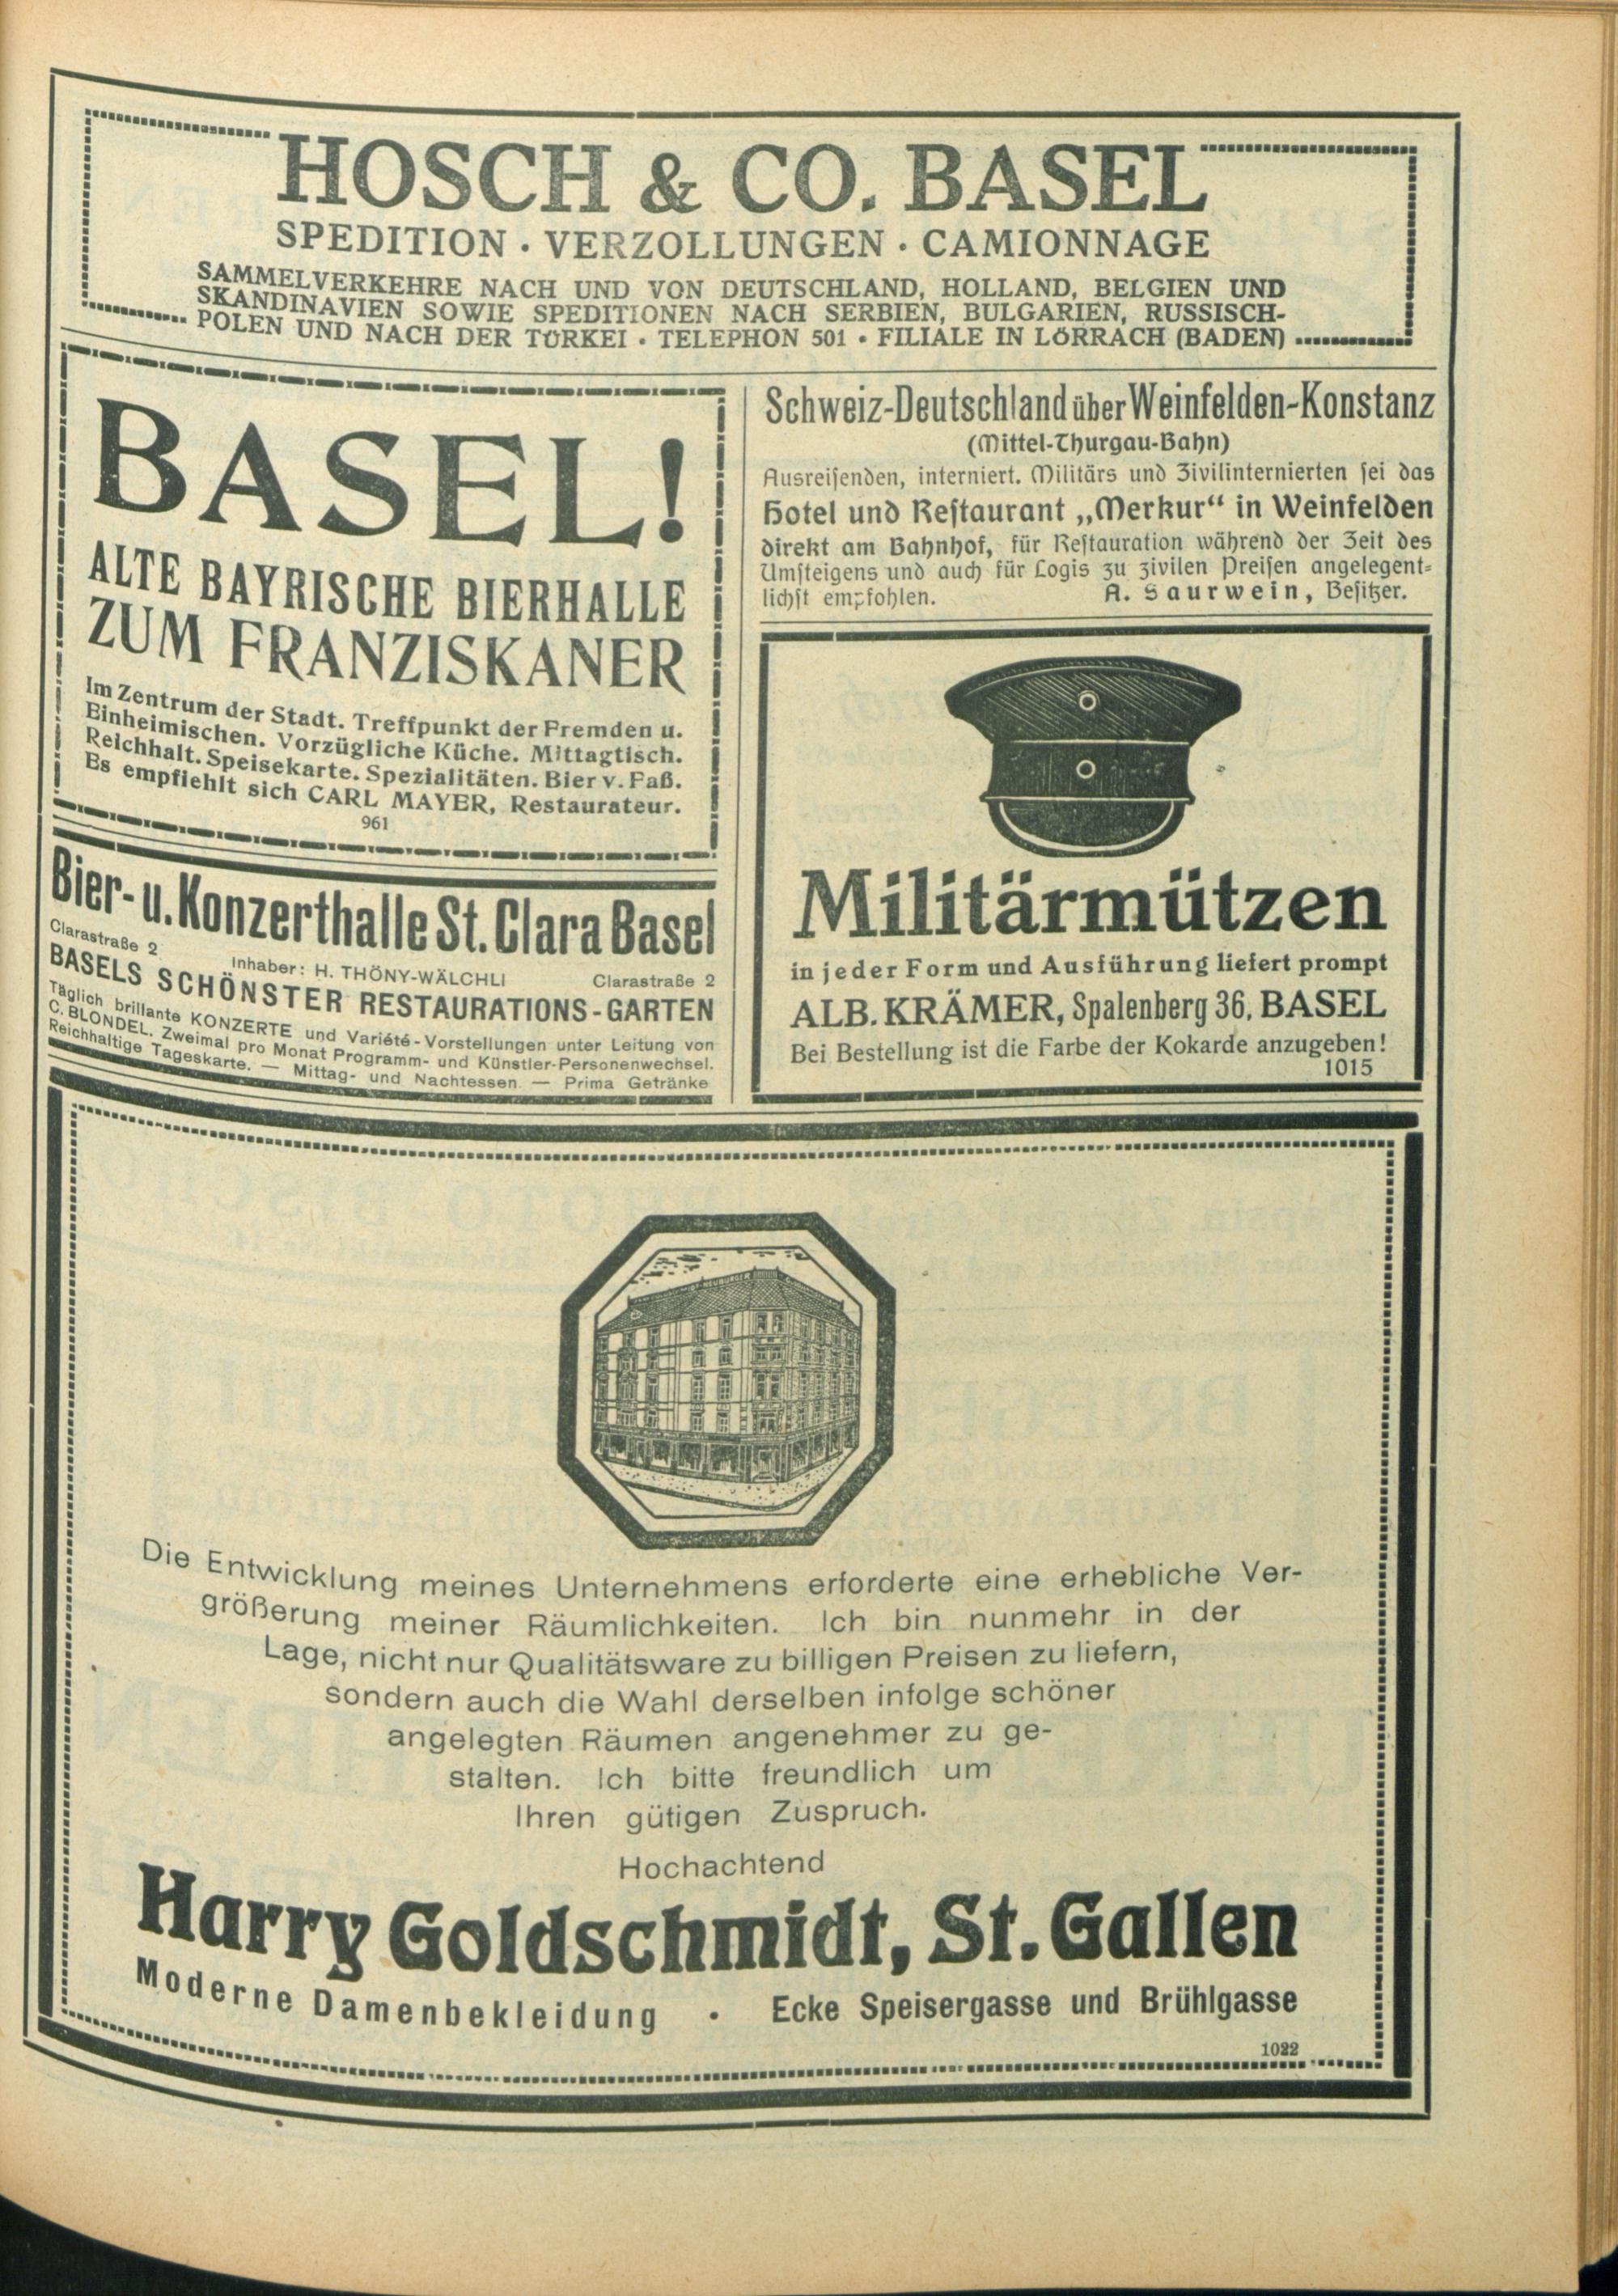 HOSCH & CO. BASEL
SPEDITION · VERZOLLUNGEN · CAMIONNAGE
SAMMELVERKEHRE NACH UND VON DEUTSCHLAND, HOLLAND, BELGIEN UND
SKANDINAVIEN SOWIE SPEDITIONEN NACH SERBIEN, BULGARIEN, RUSSISCH-
POLEN UND NACH DER TÜRKEI · TELEPHON 501 · FILIALE IN LÖRRACH (BADEN)
BASEL!
ALTE BAYRISCHE BIERHALLE
ZUM FRANZISKANER
Im Zentrum der Stadt. Treffpunkt der Fremden u.
Einheimischen. Vorzügliche Küche. Mittagtisch.
Reichhalt. Speisekarte. Spezialitäten. Bier v. Faß.
Es empfiehlt sich CARL MAYER, Restaurateur.
961
Bier- u. Konzerthalle St. Clara Basel
Clarastraße 2 Inhaber: H. THÖNY-WÄLCHLI Clarastraße 2
BASELS SCHÖNSTER RESTAURATIONS-GARTEN
Täglich brillante KONZERTE und Variété-Vorstellungen unter Leitung von
C. BLONDEL. Zweimal pro Monat Programm- und Künstler-Personenwechsel.
Reichhaltige Tageskarte. — Mittag- und Nachtessen — Prima Getränke
Schweiz-Deutschland über Weinfelden-Konstanz
(Mittel-Thurgau-Bahn)
Ausreisenden, interniert. Militärs und Zivilinternierten sei das
Hotel und Restaurant „Merkur“ in Weinfelden
direkt am Bahnhof, für Restauration während der Zeit des
Umsteigens und auch für Logis zu zivilen Preisen angelegent-
lichst empfohlen. A. Saurwein, Besitzer.
Militärmützen
in jeder Form und Ausführung liefert prompt
ALB. KRÄMER, Spalenberg 36, BASEL
Bei Bestellung ist die Farbe der Kokarde anzugeben!
1015
Die Entwicklung meines Unternehmens erforderte eine erhebliche Ver-
größerung meiner Räumlichkeiten. Ich bin nunmehr in der
Lage, nicht nur Qualitätsware zu billigen Preisen zu liefern,
sondern auch die Wahl derselben infolge schöner
angelegten Räumen angenehmer zu ge-
stalten. Ich bitte freundlich um
Ihren gütigen Zuspruch.
Hochachtend
Harry Goldschmidt, St. Gallen
Moderne Damenbekleidung · Ecke Speisergasse und Brühlgasse
1022